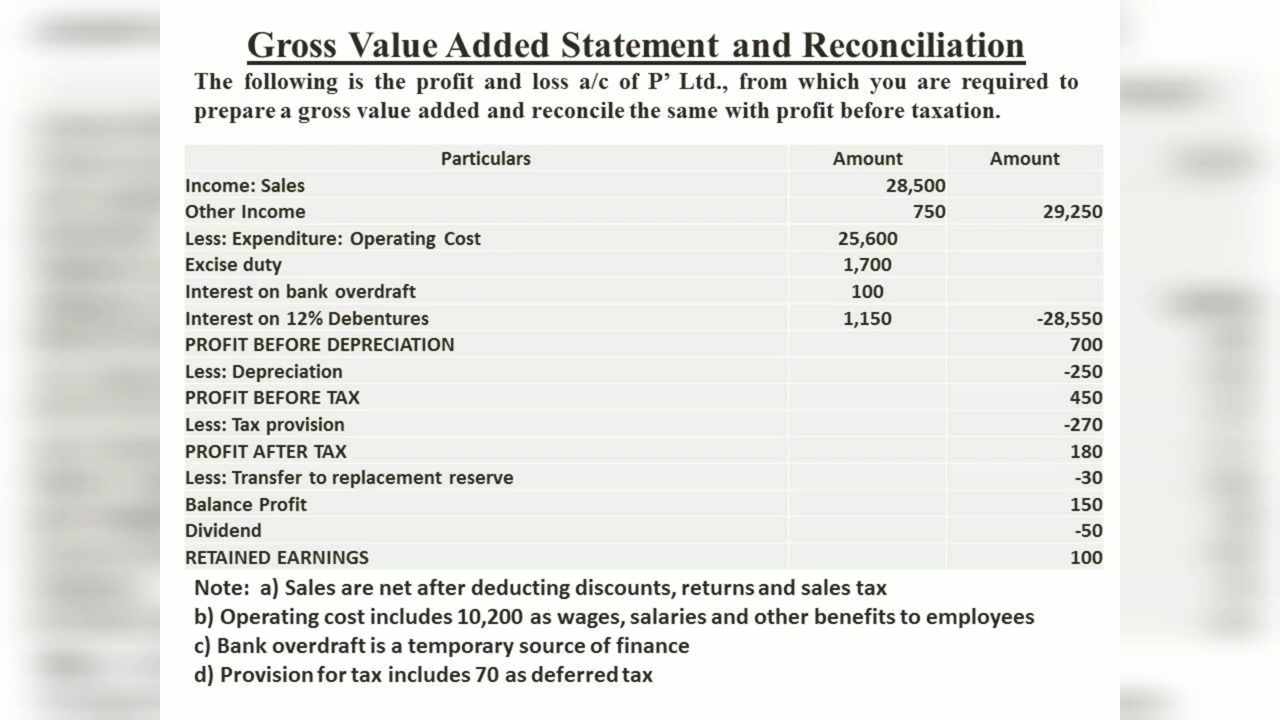 Gross Value Added Statement and Reconciliation
The following is the profit and loss a/c of P’ Ltd., from which you are required to
prepare a gross value added and reconcile the same with profit before taxation.
Particulars Amount Amount
Income: Sales 28,500
Other Income 750 29,250
Less: Expenditure: Operating Cost 25,600
Excise duty 1,700
Interest on bank overdraft 100
Interest on 12% Debentures 1,150 -28,550
PROFIT BEFORE DEPRECIATION 700
Less: Depreciation -250
PROFIT BEFORE TAX 450
Less: Tax provision -270
PROFIT AFTER TAX 180
Less: Transfer to replacement reserve -30
Balance Profit 150
Dividend -50
RETAINED EARNINGS 100
Note: a) Sales are net after deducting discounts, returns and sales tax
b) Operating cost includes 10,200 as wages, salaries and other benefits to employees
c) Bank overdraft is a temporary source of finance
d) Provision for tax includes 70 as deferred tax